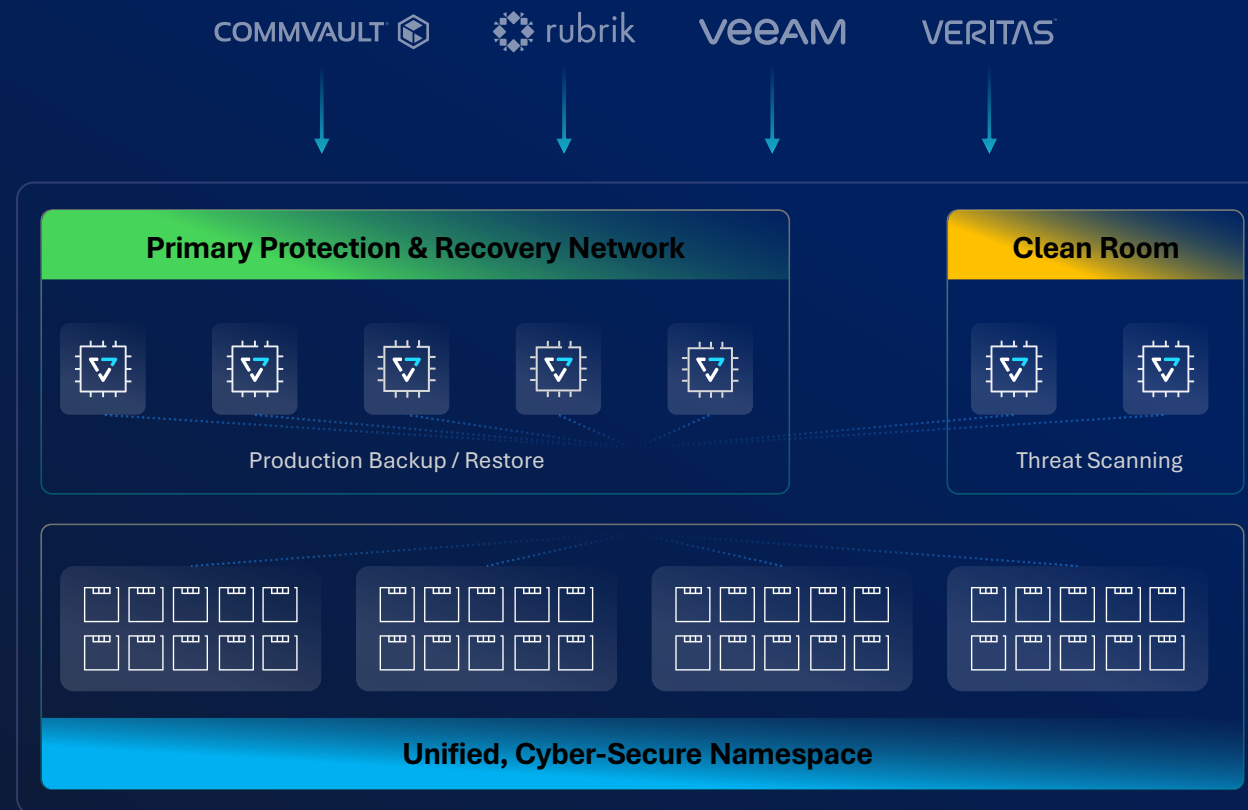 COMMVAULT rubrik veeAM VERITAS
Primary Protection & Recovery Network
Clean Room
Production Backup / Restore
Threat Scanning
Unified, Cyber-Secure Namespace